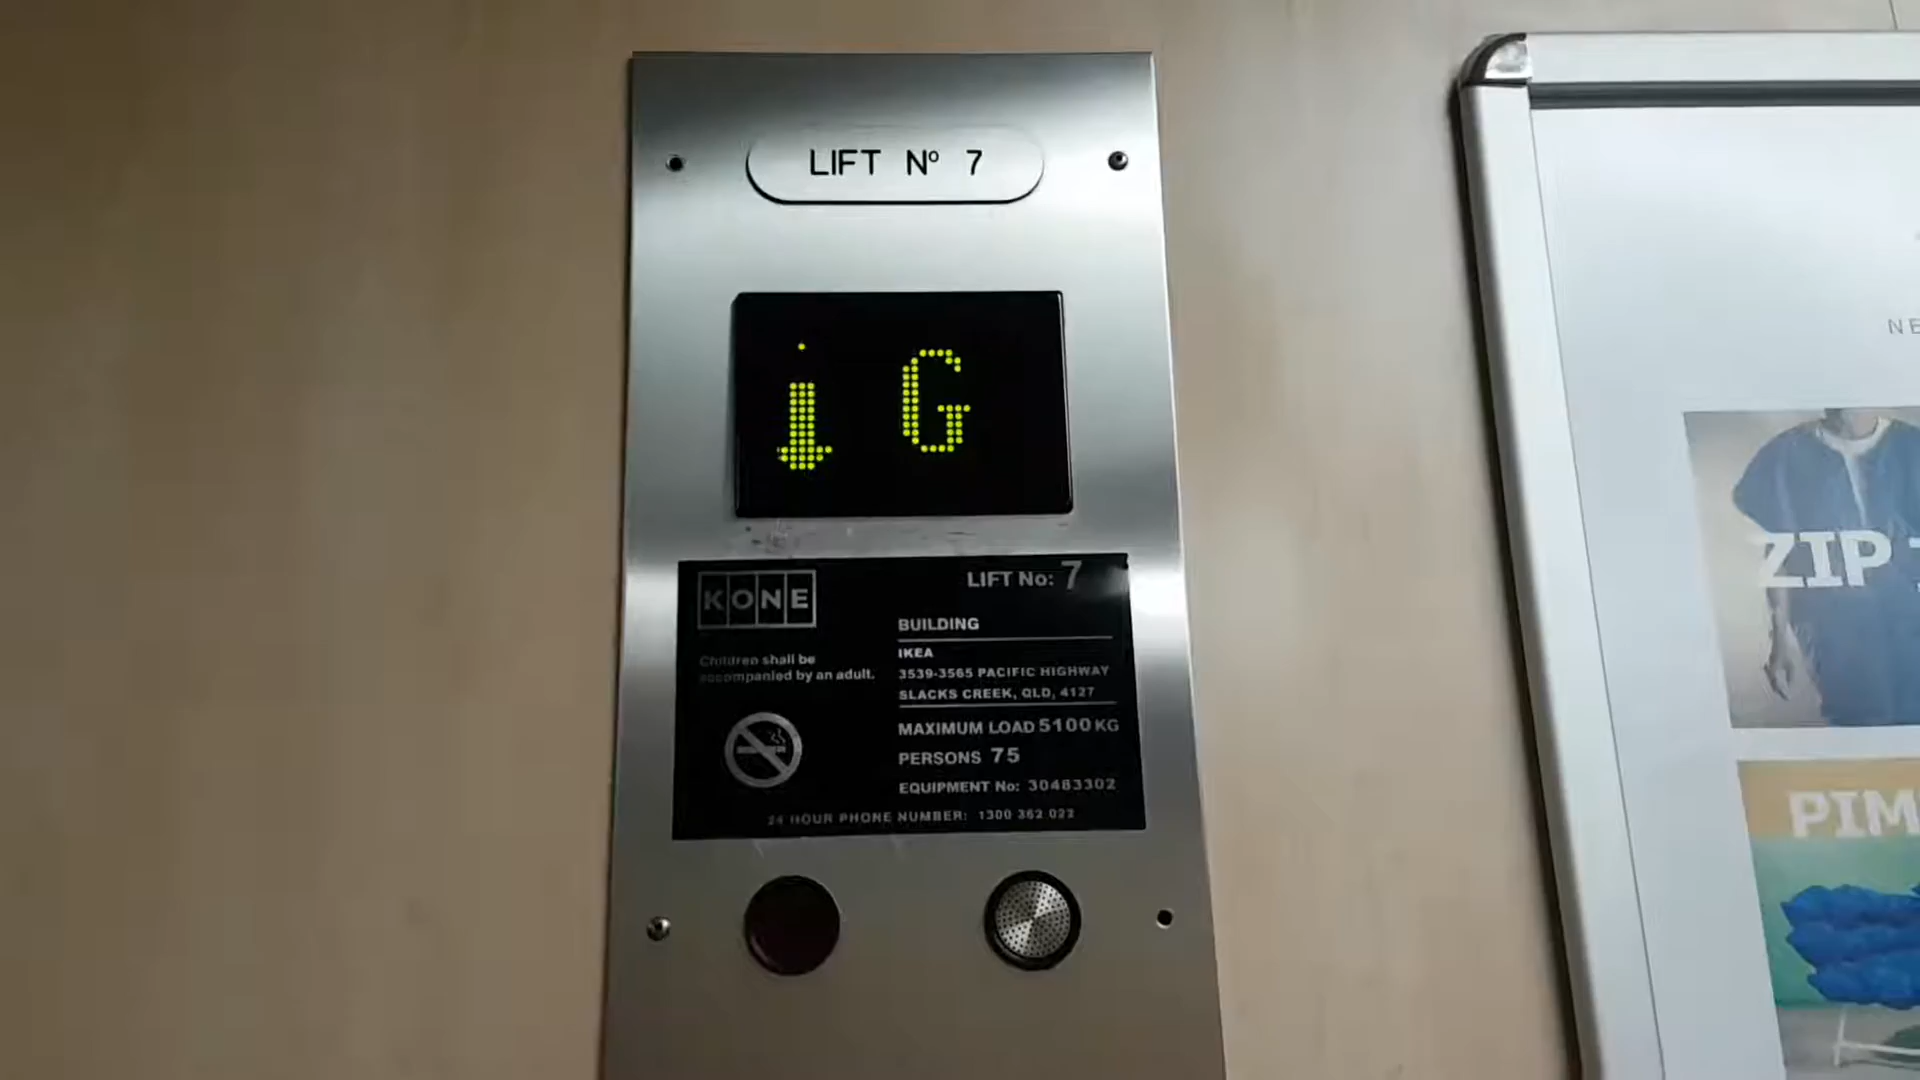 LIFT Nº 7
G
KONE
LIFT No: 7
BUILDING
IKEA
3539-3565 PACIFIC HIGHWAY
SLACKS CREEK, QLD, 4127
Children shall be
accompanied by an adult.
MAXIMUM LOAD 5100 KG
PERSONS 75
EQUIPMENT No: 30483302
24 HOUR PHONE NUMBER: 1300 362 022
NE
ZIP
PIM